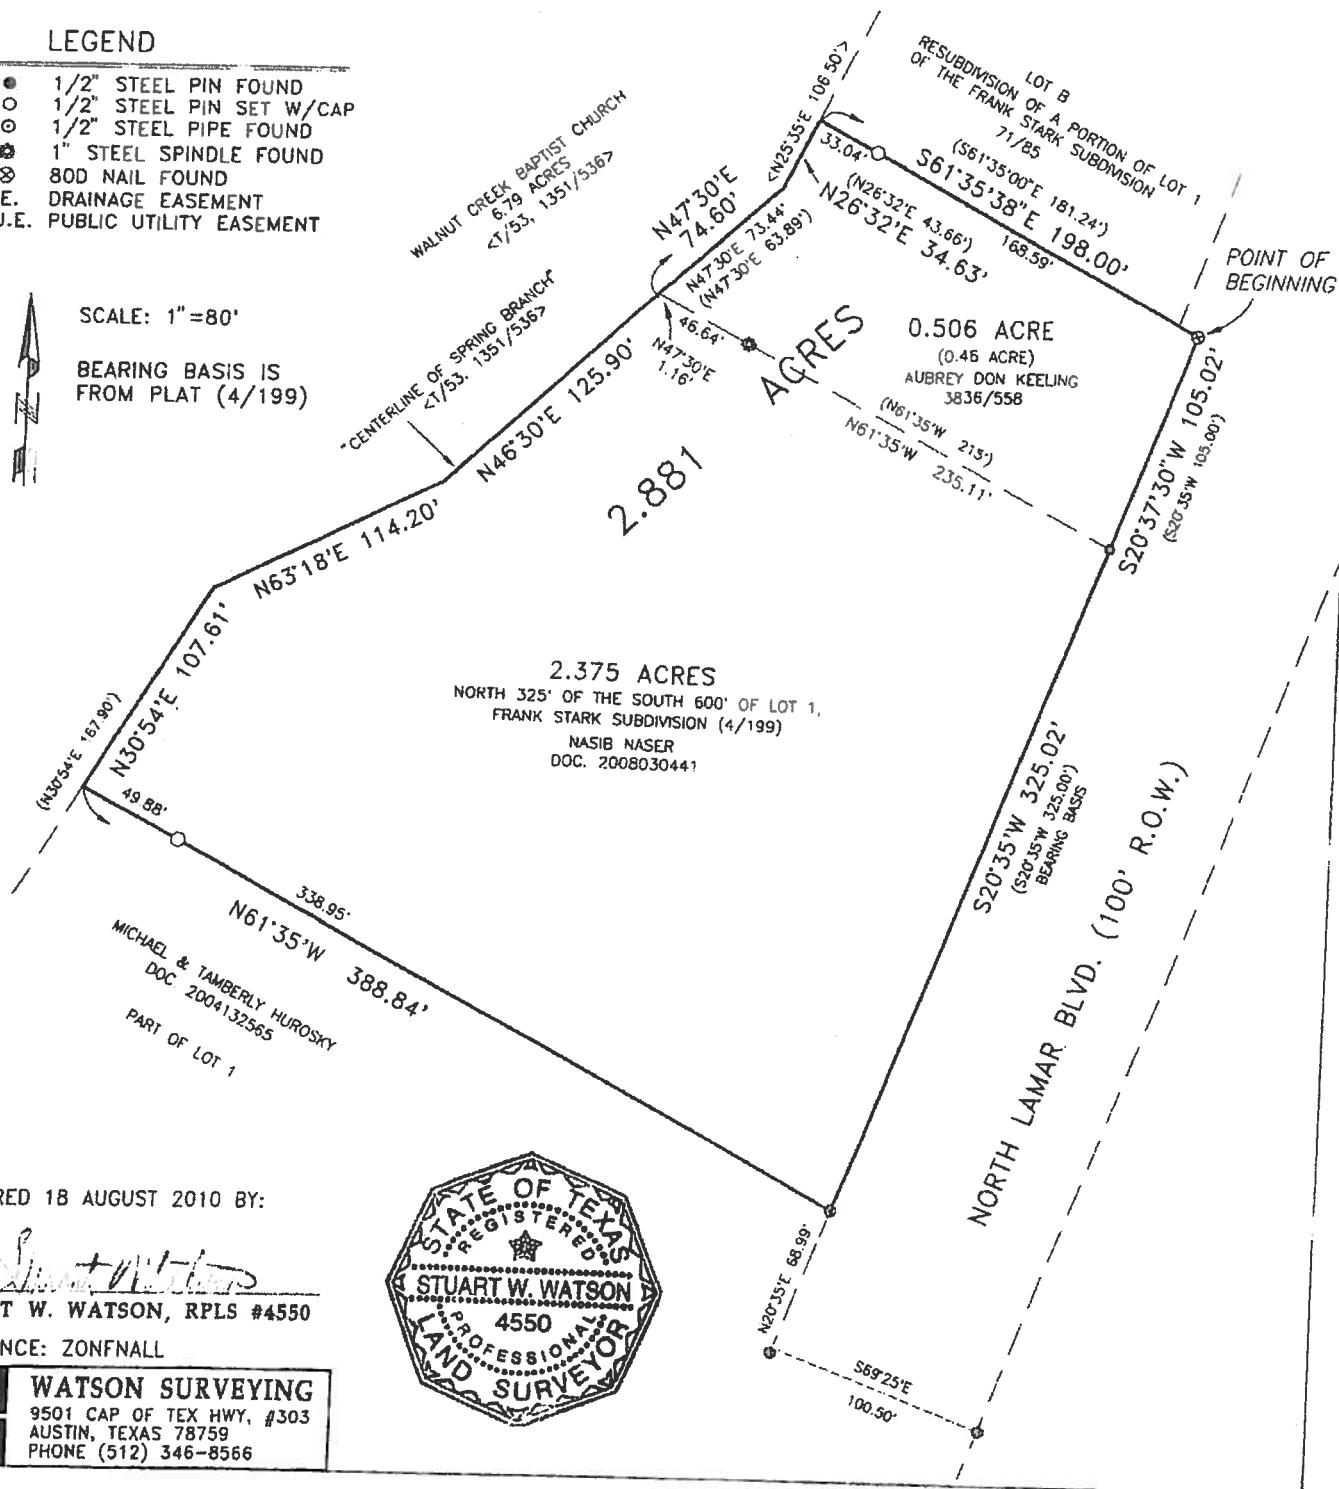 LEGEND
1/2" STEEL PIN FOUND
1/2" STEEL PIN SET W/CAP
1/2" STEEL PIPE FOUND
1" STEEL SPINDLE FOUND
80D NAIL FOUND
E. DRAINAGE EASEMENT
U.E. PUBLIC UTILITY EASEMENT
SCALE: 1"=80'
BEARING BASIS IS
FROM PLAT (4/199)
WALNUT CREEK BAPTIST CHURCH
6.79 ACRES
<T/53, 1351/536>
"CENTERLINE OF SPRING BRANCH"
<T/53, 1351/536>
<N25°35'E 106.50'>
LOT B
RESUBDIVISION OF A PORTION OF LOT 1
OF THE FRANK STARK SUBDIVISION
71/85
(S61°35'00"E 181.24')
S61°35'38"E 198.00'
33.04'
168.59'
(N26°32'E 43.66')
N26°32'E 34.63'
N47°30'E
74.60'
N47°30'E 73.44'
(N47°30'E 63.89')
46.64'
N47°30'E
1.16'
POINT OF
BEGINNING
0.506 ACRE
(0.46 ACRE)
AUBREY DON KEELING
3836/558
(N61°35'W 215')
N61°35'W 235.11'
S20°37'30"W 105.02'
(S20°35'W 105.00')
2.881 ACRES
N46°30'E 125.90'
N63°18'E 114.20'
N30°54'E 107.61'
(N30°54'E 167.90')
2.375 ACRES
NORTH 325' OF THE SOUTH 600' OF LOT 1,
FRANK STARK SUBDIVISION (4/199)
NASIB NASER
DOC. 2008030441
S20°35'W 325.02'
(S20°35'W 325.00')
BEARING BASIS
NORTH LAMAR BLVD. (100' R.O.W.)
49.88'
338.95'
N61°35'W 388.84'
MICHAEL & TAMBERLY HUROSKY
DOC. 2004132565
PART OF LOT 1
N20°35'E 68.99'
S69°25'E
100.50'
RED 18 AUGUST 2010 BY:
T W. WATSON, RPLS #4550
NCE: ZONFNALL
WATSON SURVEYING
9501 CAP OF TEX HWY, #303
AUSTIN, TEXAS 78759
PHONE (512) 346-8566
STATE OF TEXAS
REGISTERED
STUART W. WATSON
4550
PROFESSIONAL
LAND SURVEYOR